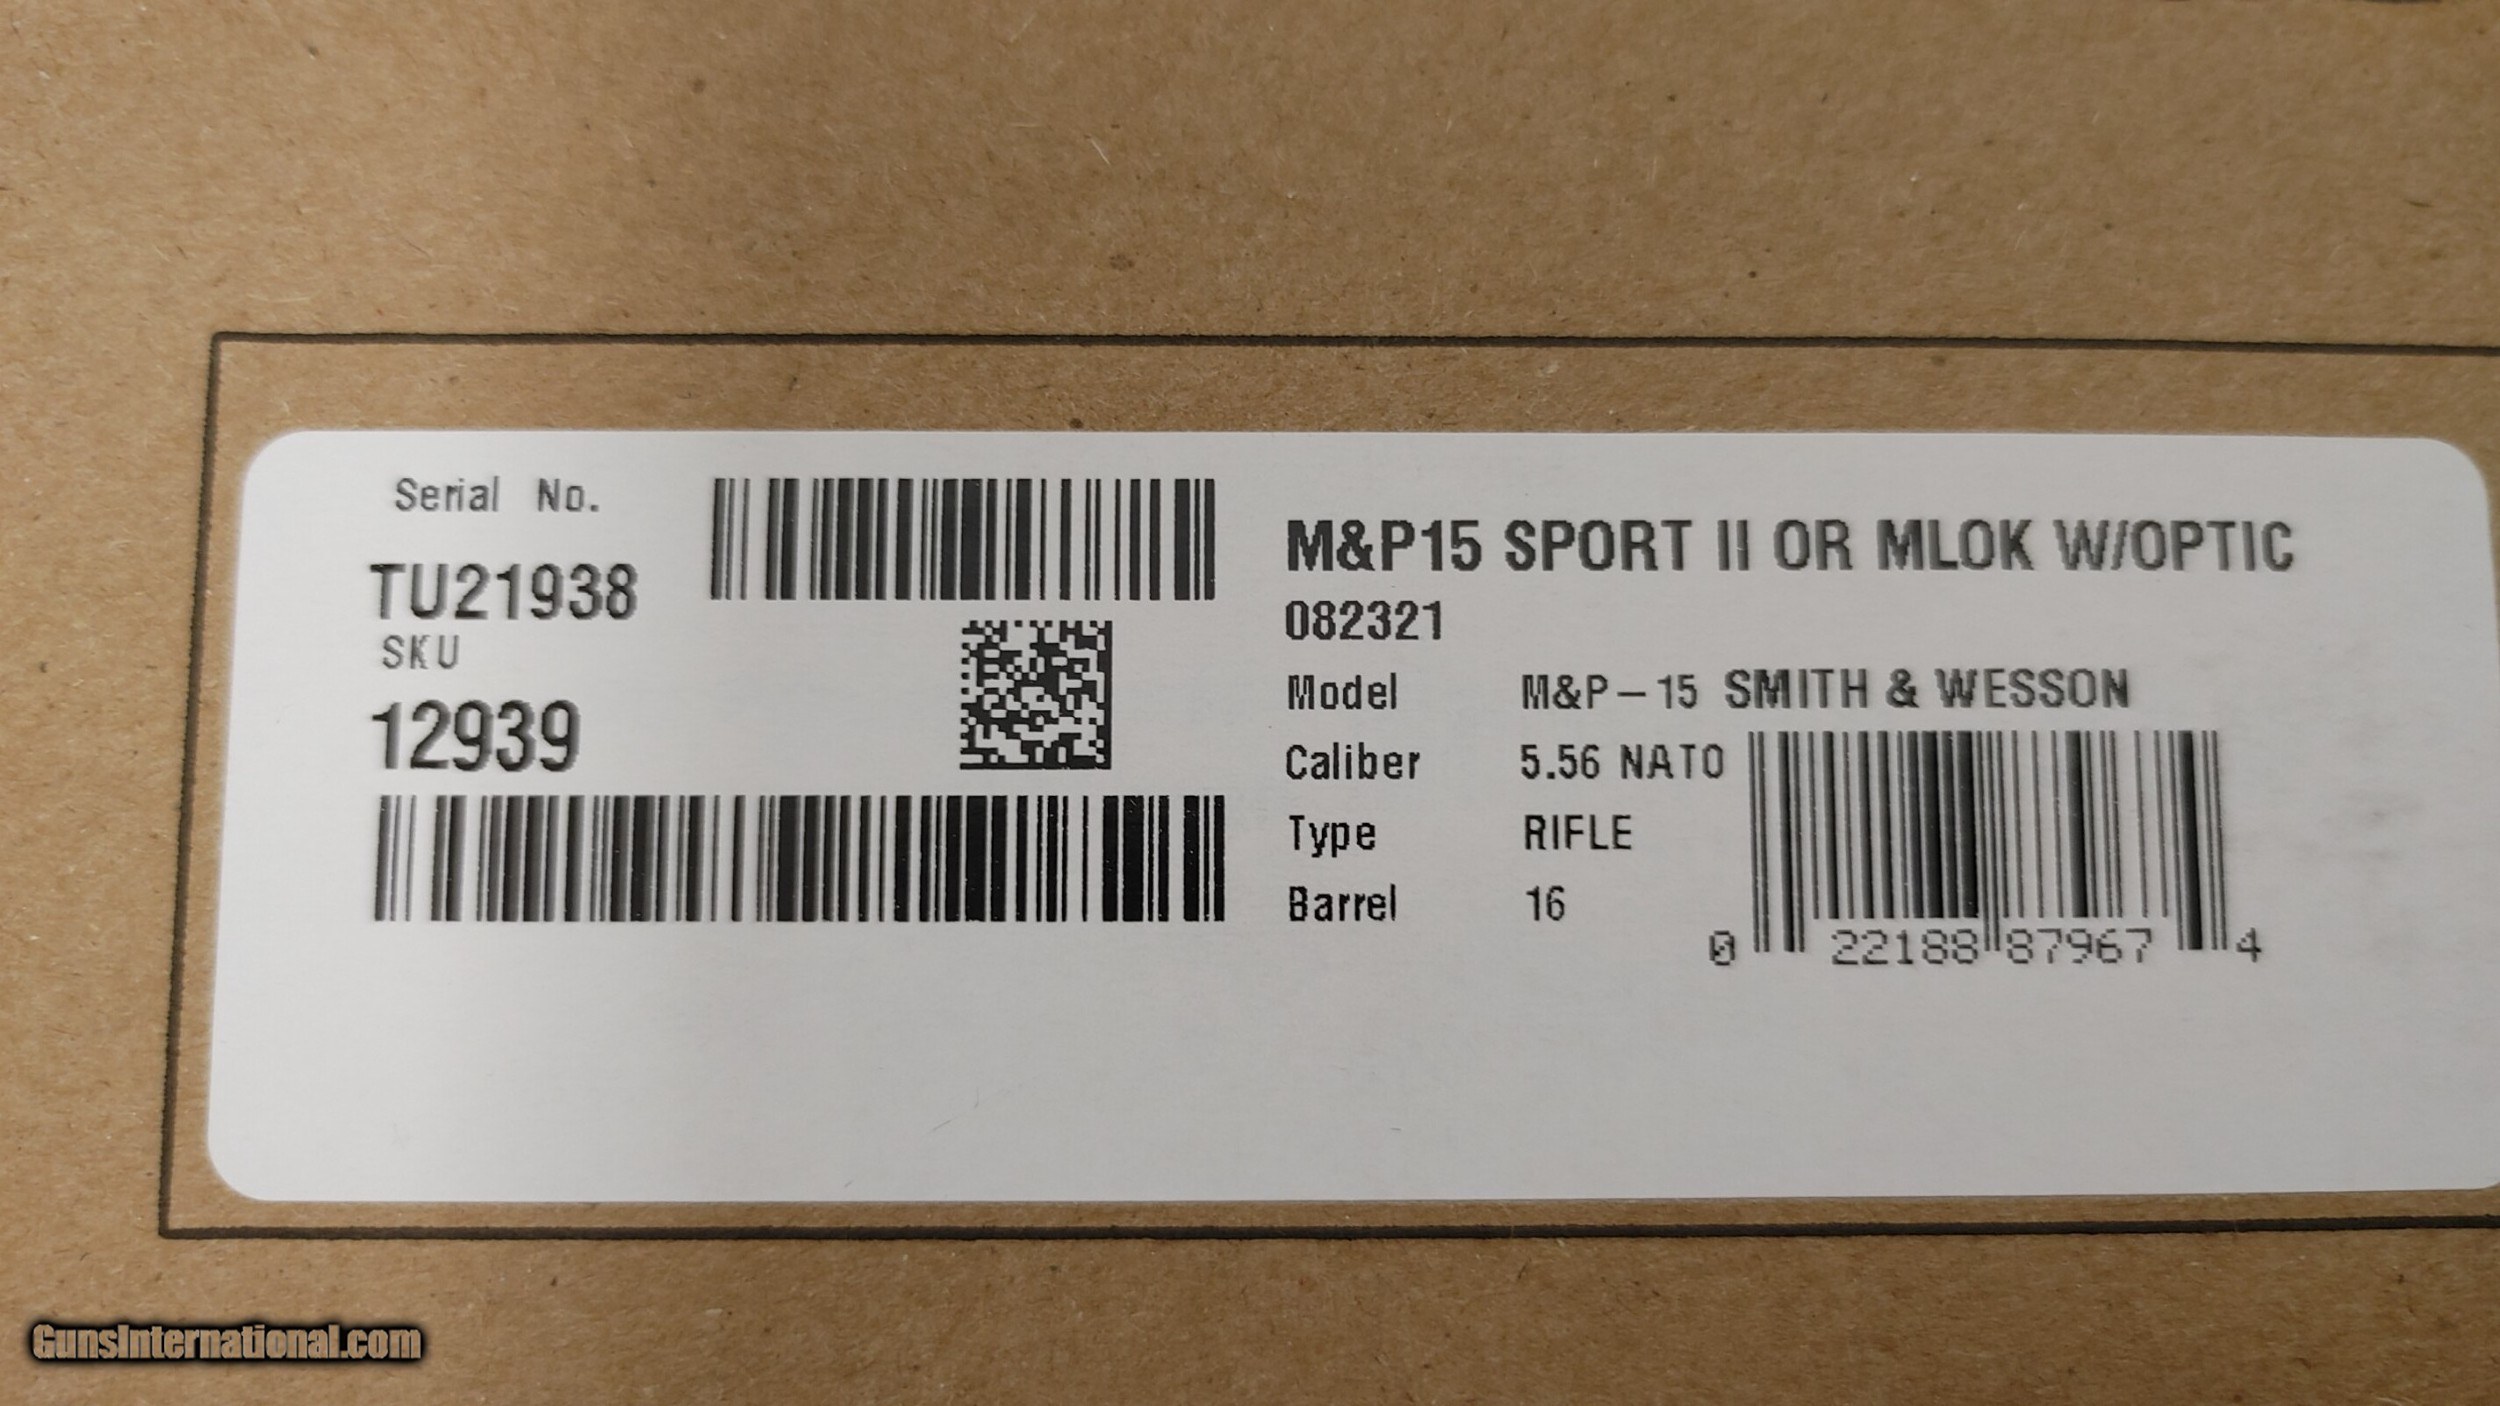 Serial No.
TU21938
SKU
12939
M&P15 SPORT II OR MLOK W/OPTIC
082321
Model M&P-15 SMITH & WESSON
Caliber 5.56 NATO
Type RIFLE
Barrel 16
0 22188 87967 4
GunsInternational.com